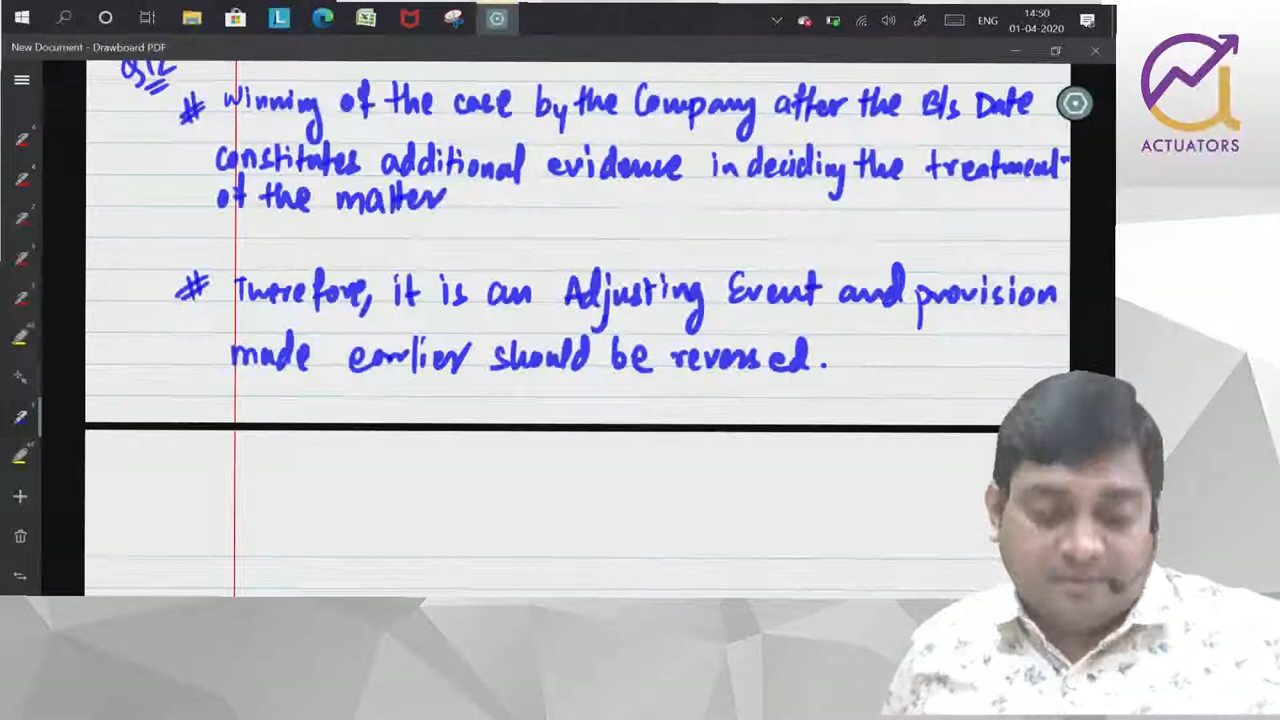 14:50
ENG
01-04-2020
New Document - Drawboard PDF
# Winning of the case by the Company after the B/s Date
constitutes additional evidence in deciding the treatment
of the matter
# Therefore, it is an Adjusting Event and provision
made earlier should be reversed.
ACTUATORS